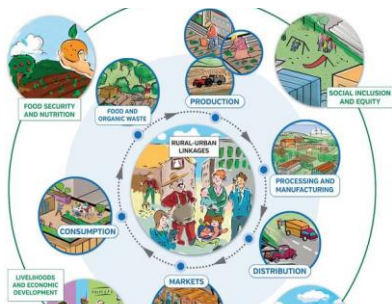 FOOD SECURITY
AND NUTRITION
FOOD AND
ORGANIC WASTE
PRODUCTION
SOCIAL INCLUSION
AND EQUITY
RURAL-URBAN
LINKAGES
PROCESSING AND
MANUFACTURING
CONSUMPTION
DISTRIBUTION
LIVELIHOODS
AND ECONOMIC
DEVELOPMENT
MARKETS